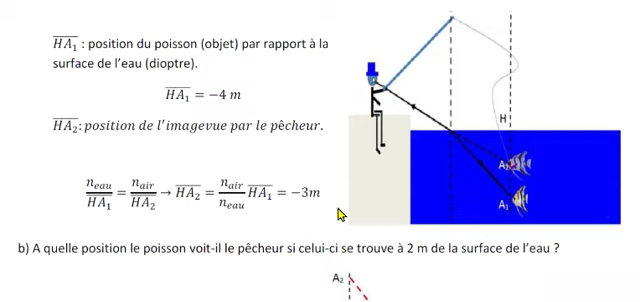 HA₁ : position du poisson (objet) par rapport à la
surface de l'eau (dioptre).
HA₁ = −4 m
HA₂: position de l'imagevue par le pêcheur.
n_eau/HA₁ = n_air/HA₂ → HA₂ = n_air/n_eau HA₁ = −3m
H
A₂
A₁
b) A quelle position le poisson voit-il le pêcheur si celui-ci se trouve à 2 m de la surface de l'eau ?
A₂